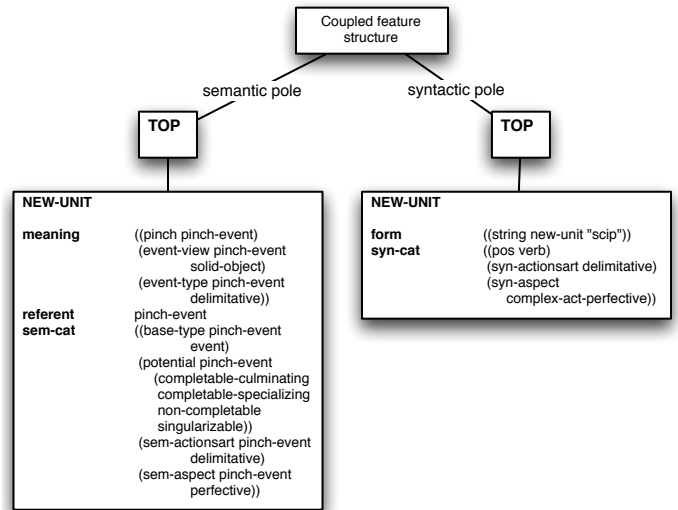 Coupled feature
structure
semantic pole
syntactic pole
TOP
TOP
NEW-UNIT
meaning ((pinch pinch-event)
(event-view pinch-event
solid-object)
(event-type pinch-event
delimitative))
referent pinch-event
sem-cat ((base-type pinch-event
event)
(potential pinch-event
(completable-culminating
completable-specializing
non-completable
singularizable))
(sem-actionsart pinch-event
delimitative)
(sem-aspect pinch-event
perfective))
NEW-UNIT
form ((string new-unit "scip"))
syn-cat ((pos verb)
(syn-actionsart delimitative)
(syn-aspect
complex-act-perfective))